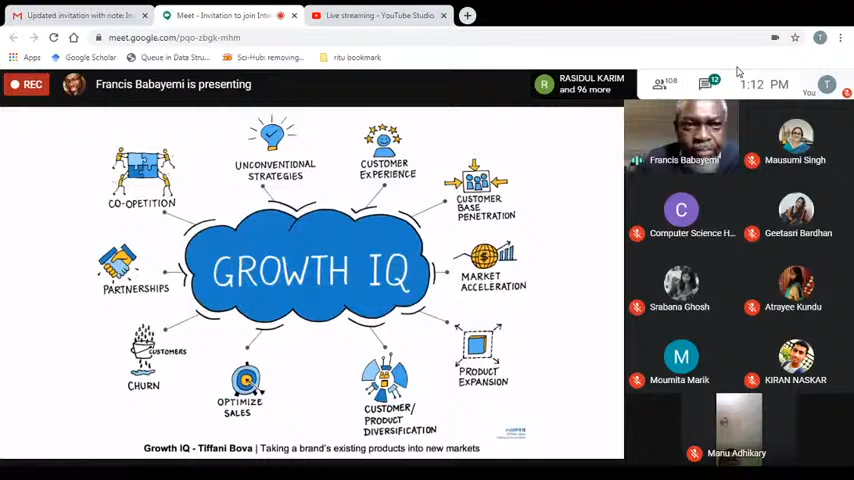 Updated invitation with note: In
Meet - Invitation to join Inte
Live streaming - YouTube Studio
meet.google.com/pqo-zbgk-mhm
T
Apps
Google Scholar
Queue in Data Stru...
Sci-Hub: removing...
ritu bookmark
REC
Francis Babayemi is presenting
R
RASIDUL KARIM
and 96 more
108
12
1:12 PM
You
T
Francis Babayemi
Mausumi Singh
C
Computer Science H...
Geetasri Bardhan
Srabana Ghosh
Atrayee Kundu
M
Moumita Marik
KIRAN NASKAR
Manu Adhikary
UNCONVENTIONAL
STRATEGIES
CUSTOMER
EXPERIENCE
CO-OPETITION
CUSTOMER
BASE
PENETRATION
GROWTH IQ
PARTNERSHIPS
MARKET
ACCELERATION
CUSTOMERS
CHURN
PRODUCT
EXPANSION
OPTIMIZE
SALES
CUSTOMER/
PRODUCT
DIVERSIFICATION
Growth IQ - Tiffani Bova | Taking a brand's existing products into new markets